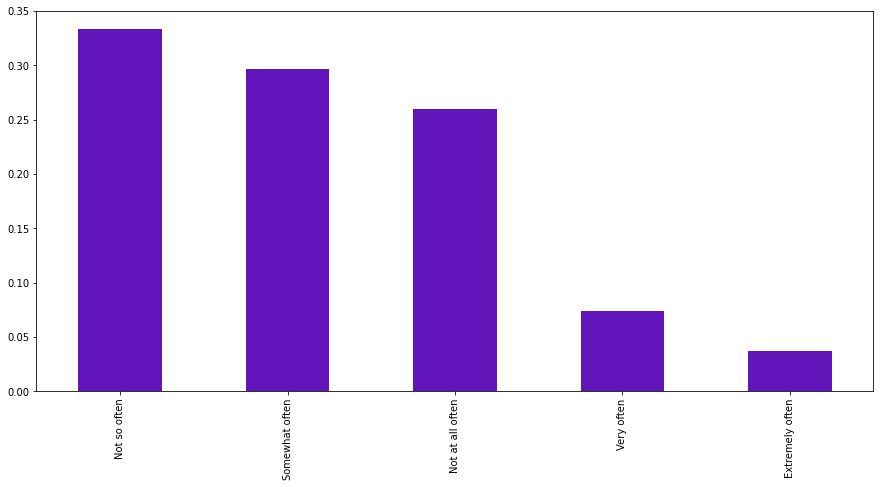 0.35
0.30
0.25
0.20
0.15
0.10
0.05
0.00
Not so often
Somewhat often
Not at all often
Very often
Extremely often